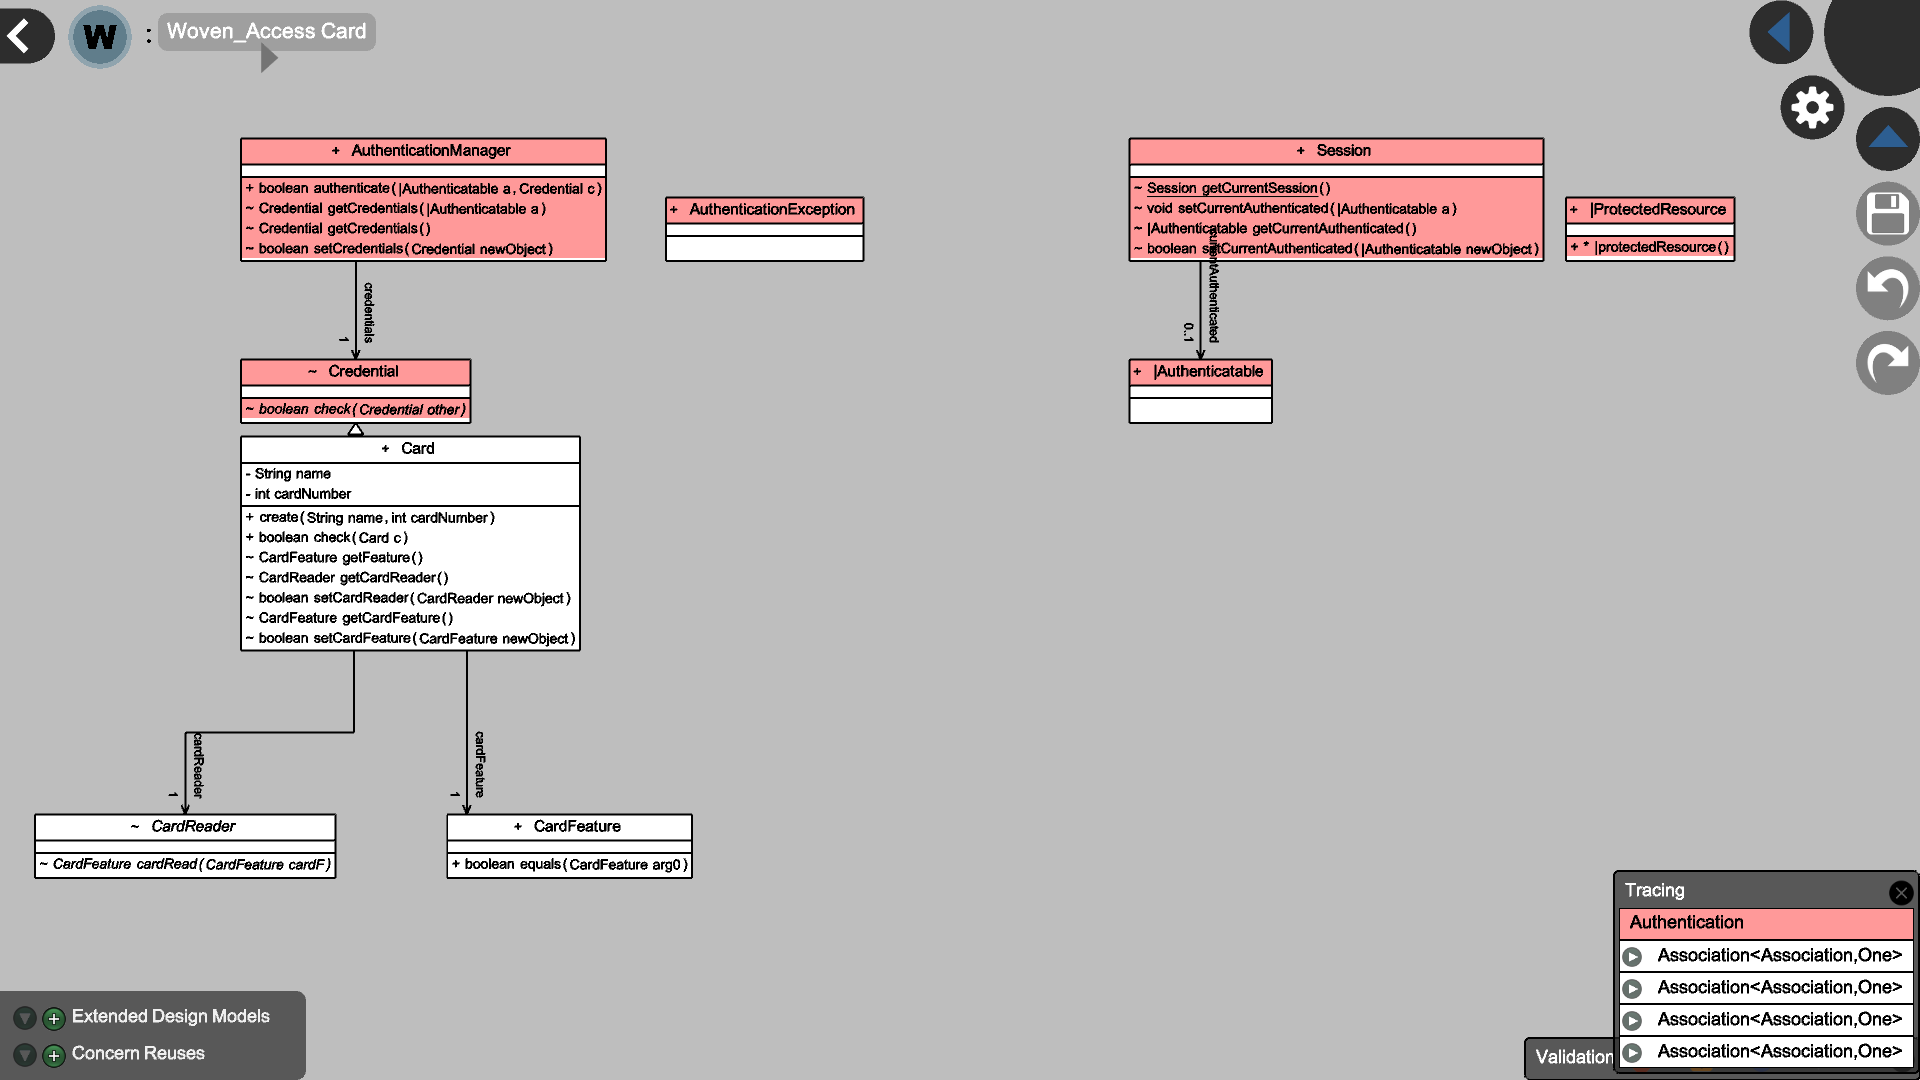 W : Woven_Access Card
+ AuthenticationManager
+ boolean authenticate(|Authenticatable a, Credential c)
~ Credential getCredentials(|Authenticatable a)
~ Credential getCredentials()
~ boolean setCredentials(Credential newObject)
+ AuthenticationException
+ Session
~ Session getCurrentSession()
~ void setCurrentAuthenticated(|Authenticatable a)
~ |Authenticatable getCurrentAuthenticated()
~ boolean setCurrentAuthenticated(|Authenticatable newObject)
+ |ProtectedResource
+ * |protectedResource()
credentials
1
currentAuthenticated
0..1
~ Credential
~ boolean check(Credential other)
+ |Authenticatable
+ Card
- String name
- int cardNumber
+ create(String name, int cardNumber)
+ boolean check(Card c)
~ CardFeature getFeature()
~ CardReader getCardReader()
~ boolean setCardReader(CardReader newObject)
~ CardFeature getCardFeature()
~ boolean setCardFeature(CardFeature newObject)
cardReader
1
cardFeature
1
~ CardReader
~ CardFeature cardRead(CardFeature cardF)
+ CardFeature
+ boolean equals(CardFeature arg0)
Tracing
Authentication
Association<Association,One>
Association<Association,One>
Association<Association,One>
Association<Association,One>
Validation
Extended Design Models
Concern Reuses